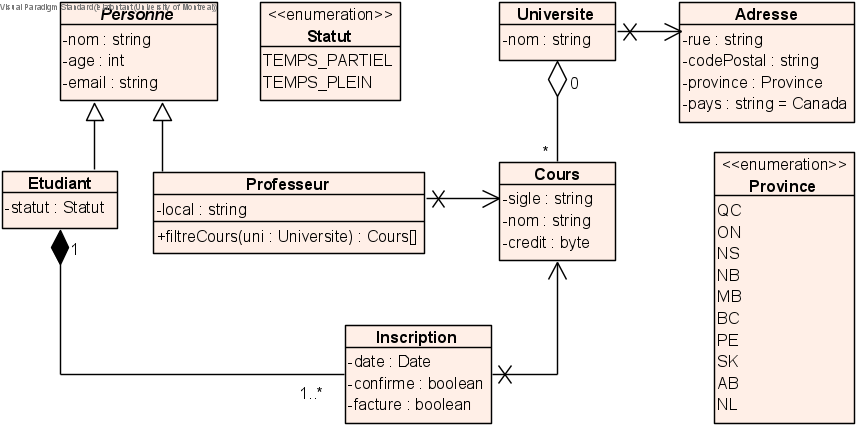 Visual Paradigm Standard(
(University of Montreal))
Personne
-nom : string
-age : int
-email : string
<<enumeration>>
Statut
TEMPS_PARTIEL
TEMPS_PLEIN
Universite
-nom : string
Adresse
-rue : string
-codePostal : string
-province : Province
-pays : string = Canada
0
*
Etudiant
-statut : Statut
1
Professeur
-local : string
+filtreCours(uni : Universite) : Cours[]
Cours
-sigle : string
-nom : string
-credit : byte
<<enumeration>>
Province
QC
ON
NS
NB
MB
BC
PE
SK
AB
NL
Inscription
-date : Date
-confirme : boolean
-facture : boolean
1..*